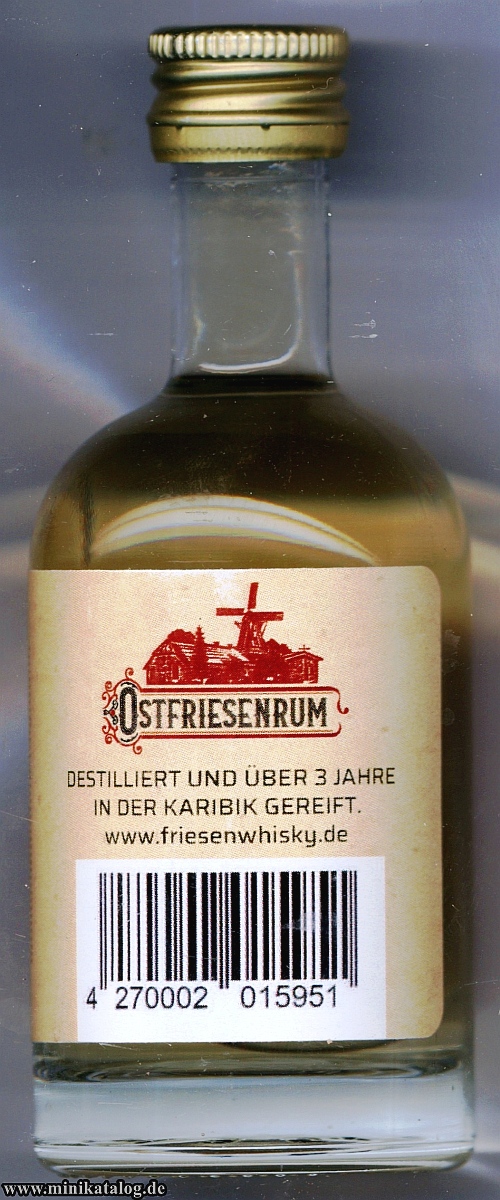 OSTFRIESENRUM
DESTILLIERT UND ÜBER 3 JAHRE
IN DER KARIBIK GEREIFT.
www.friesenwhisky.de
4 270002 015951
www.minikatalog.de